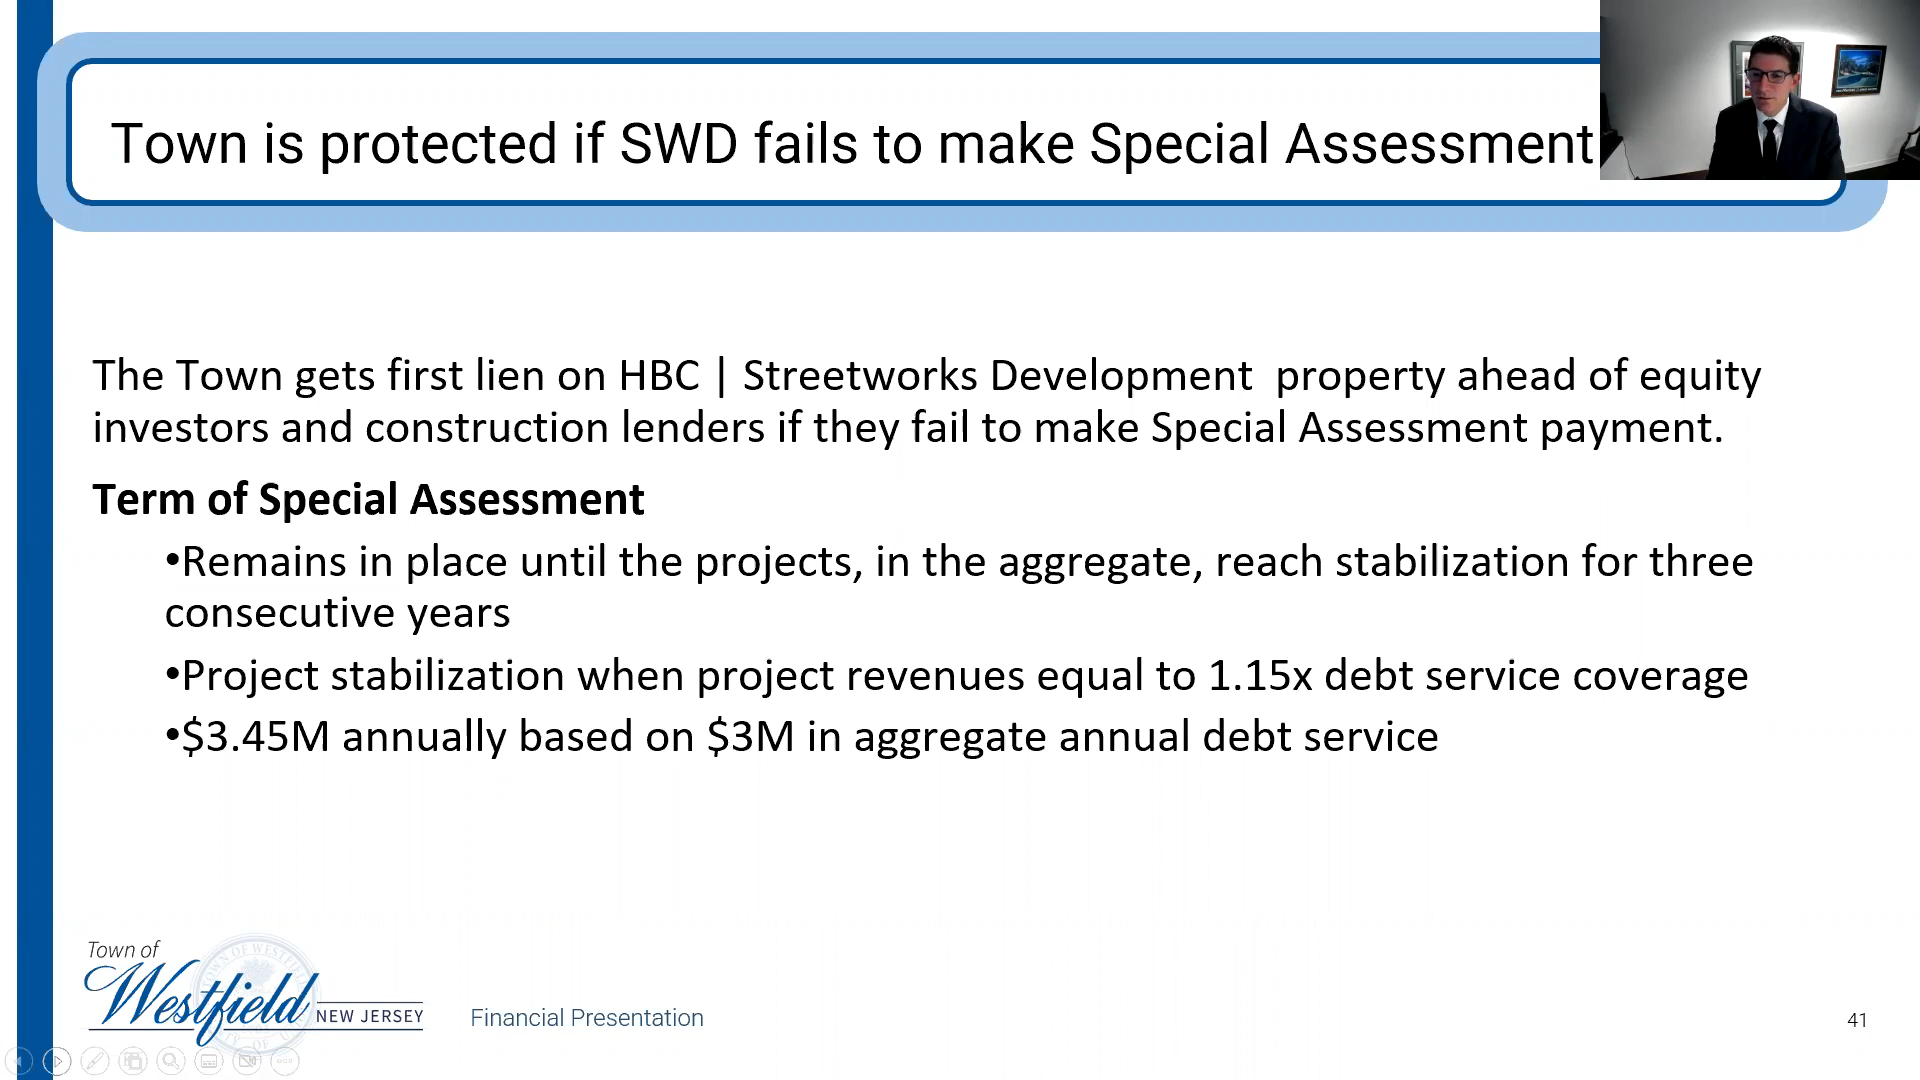 Town is protected if SWD fails to make Special Assessment
The Town gets first lien on HBC | Streetworks Development property ahead of equity
investors and construction lenders if they fail to make Special Assessment payment.
Term of Special Assessment
•Remains in place until the projects, in the aggregate, reach stabilization for three
consecutive years
•Project stabilization when project revenues equal to 1.15x debt service coverage
•$3.45M annually based on $3M in aggregate annual debt service
Town of
Westfield
NEW JERSEY
Financial Presentation
41